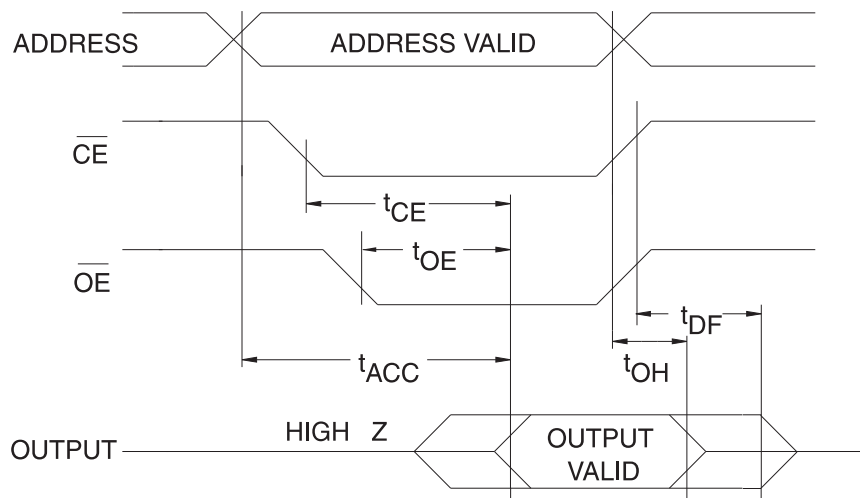 ADDRESS
ADDRESS VALID
CE
tCE
OE
tOE
tDF
tACC
tOH
HIGH Z
OUTPUT
OUTPUT
VALID